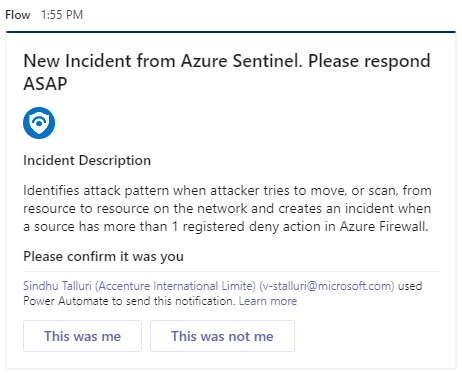 Flow 1:55 PM
New Incident from Azure Sentinel. Please respond
ASAP
Incident Description
Identifies attack pattern when attacker tries to move, or scan, from
resource to resource on the network and creates an incident when
a source has more than 1 registered deny action in Azure Firewall.
Please confirm it was you
Sindhu Talluri (Accenture International Limite) (v-stalluri@microsoft.com) used
Power Automate to send this notification. Learn more
This was me This was not me